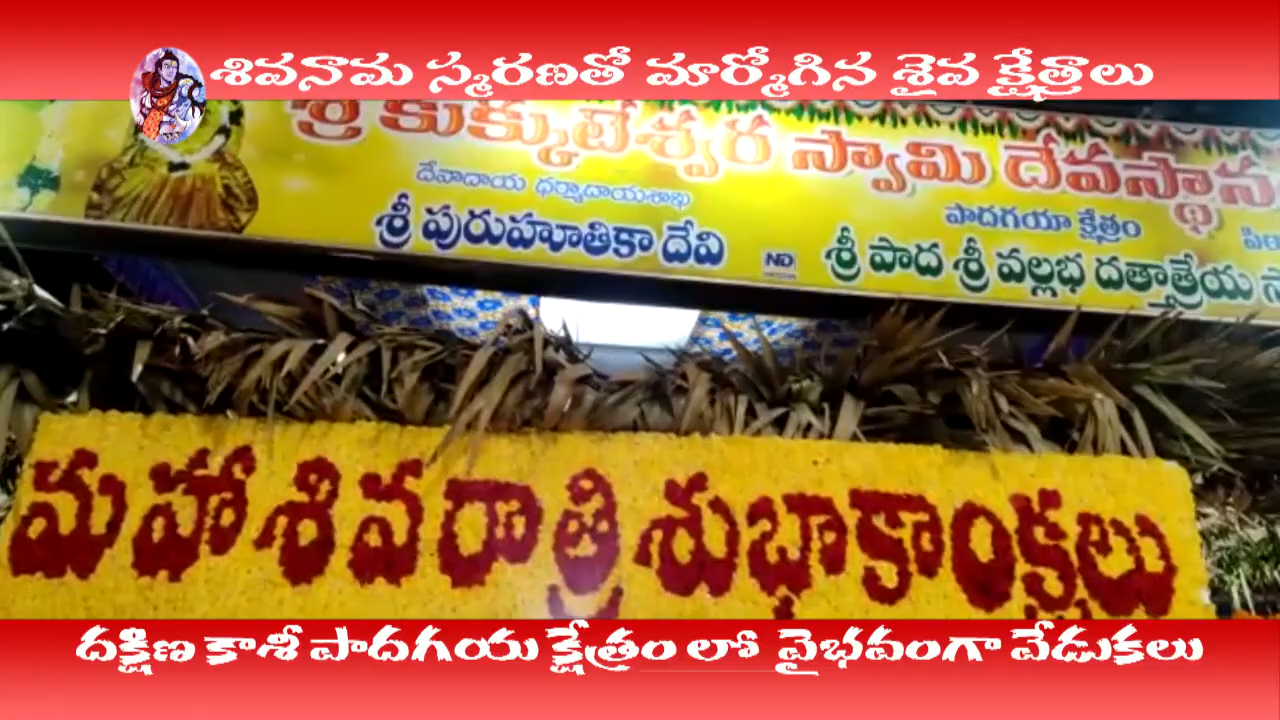 శివనామ స్మరణతో మార్మోగిన శైవ క్షేత్రాలు
శ్రీ కుక్కుటేశ్వర స్వామి దేవస్థాన
దేవాదాయ ధర్మాదాయశాఖ
పాదగయా క్షేత్రం
శ్రీ పురుహూతికా దేవి
ND
శ్రీ పాద శ్రీ వల్లభ దత్తాత్రేయ
మహాశివరాత్రి శుభాకాంక్షలు
దక్షిణ కాశీ పాదగయ క్షేత్రం లో వైభవంగా వేడుకలు